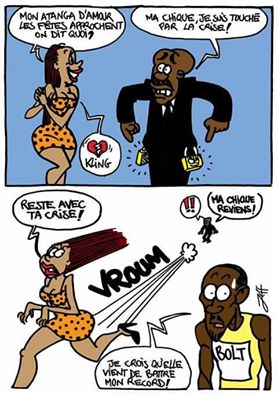 MON ATANGA D'AMOUR
LES FÊTES APPROCHENT
ON DIT QUOI?
MA CHIQUE, JE SUIS TOUCHÉ
PAR LA CRISE!
KLING
RESTE AVEC
TA CRISE!
VROUM
!!
MA CHIQUE
REVIENS!
JE CROIS QU'ELLE
VIENT DE BATTRE
MON RECORD!
BOLT